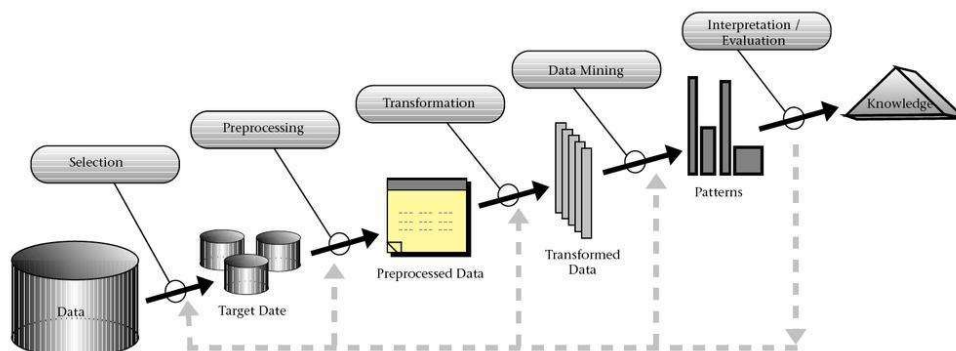 Interpretation /
Evaluation
Data Mining
Transformation
Preprocessing
Selection
Knowledge
Patterns
Transformed
Data
Preprocessed Data
Target Date
Data